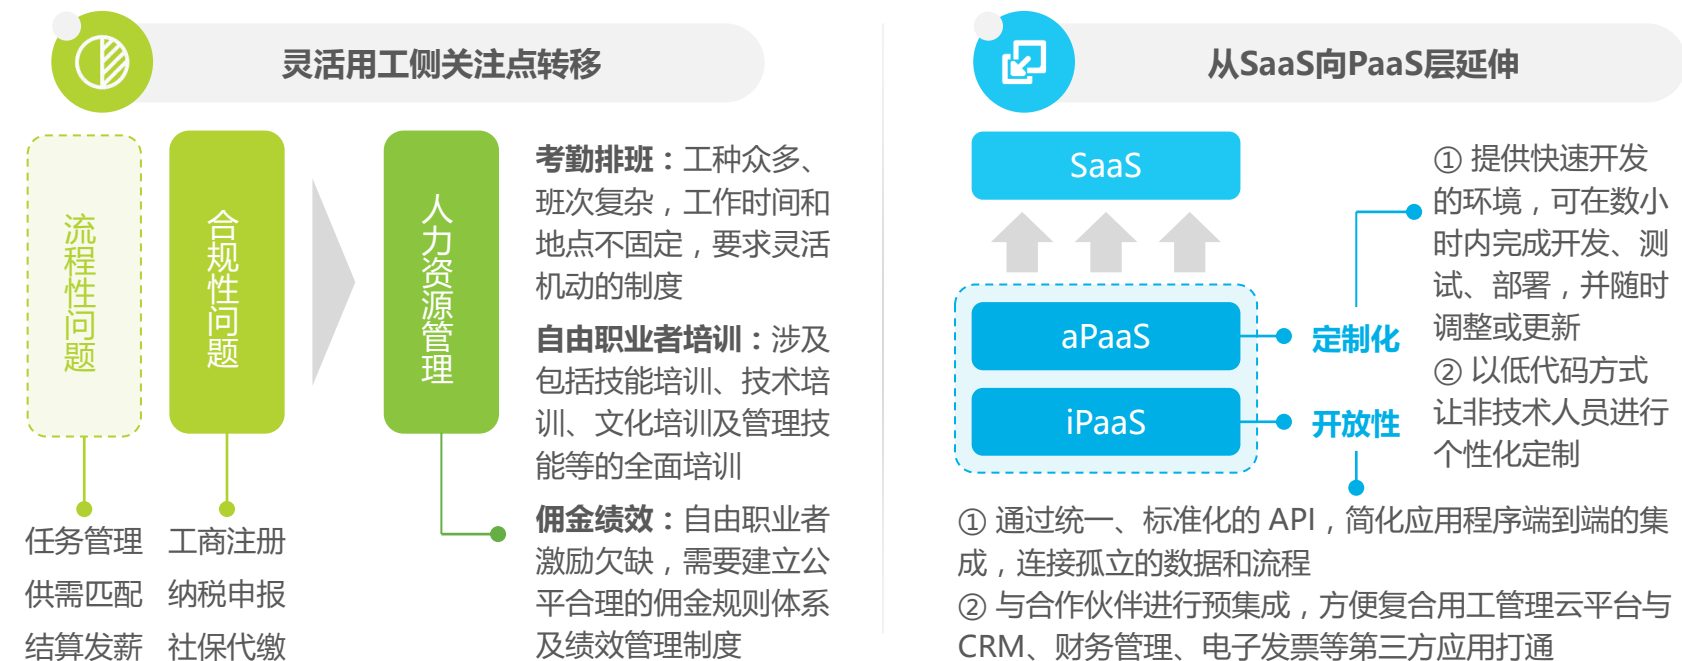 灵活用工侧关注点转移
流程性问题
合规性问题
人力资源管理
任务管理
供需匹配
结算发薪
工商注册
纳税申报
社保代缴
考勤排班：工种众多、
班次复杂，工作时间和
地点不固定，要求灵活
机动的制度
自由职业者培训：涉及
包括技能培训、技术培
训、文化培训及管理技
能等的全面培训
佣金绩效：自由职业者
激励欠缺，需要建立公
平合理的佣金规则体系
及绩效管理制度
从SaaS向PaaS层延伸
SaaS
aPaaS
iPaaS
定制化
开放性
① 提供快速开发
的环境，可在数小
时内完成开发、测
试、部署，并随时
调整或更新
② 以低代码方式
让非技术人员进行
个性化定制
① 通过统一、标准化的 API，简化应用程序端到端的集
成，连接孤立的数据和流程
② 与合作伙伴进行预集成，方便复合用工管理云平台与
CRM、财务管理、电子发票等第三方应用打通